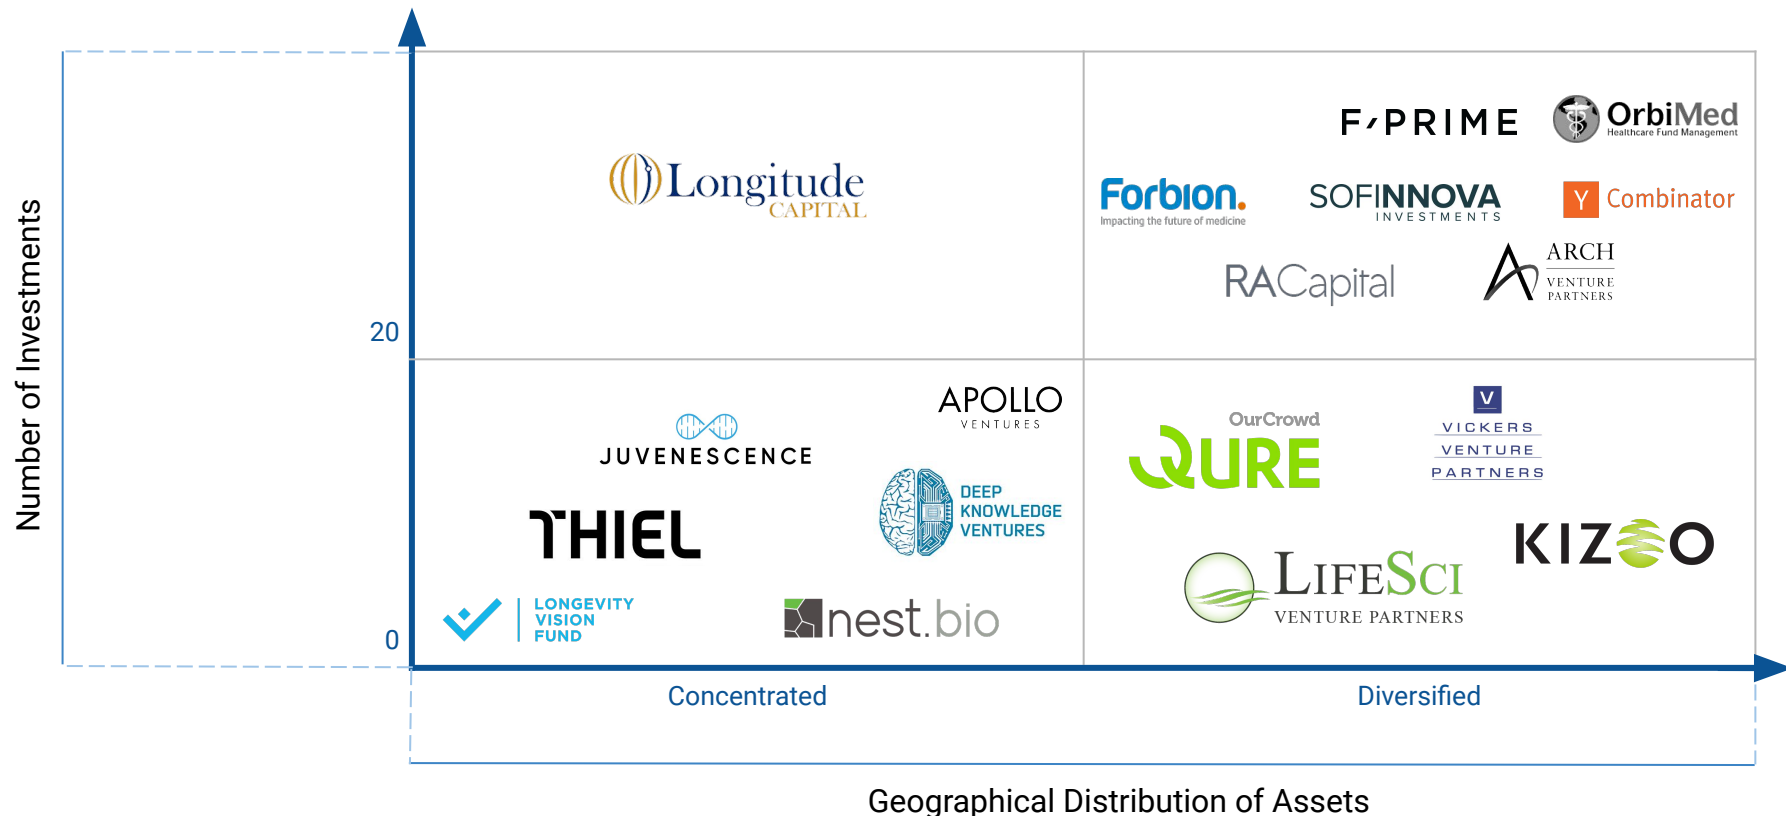 Number of Investments
20
0
Longitude
CAPITAL
F-PRIME
OrbiMed
Healthcare Fund Management
Forbion.
Impacting the future of medicine
SOFINNOVA
INVESTMENTS
Y Combinator
RACapital
ARCH
VENTURE
PARTNERS
JUVENESCENCE
APOLLO
VENTURES
THIEL
DEEP
KNOWLEDGE
VENTURES
LONGEVITY
VISION
FUND
nest.bio
OurCrowd
QURE
V
VICKERS
VENTURE
PARTNERS
KIZOO
LIFESCI
VENTURE PARTNERS
Concentrated
Diversified
Geographical Distribution of Assets